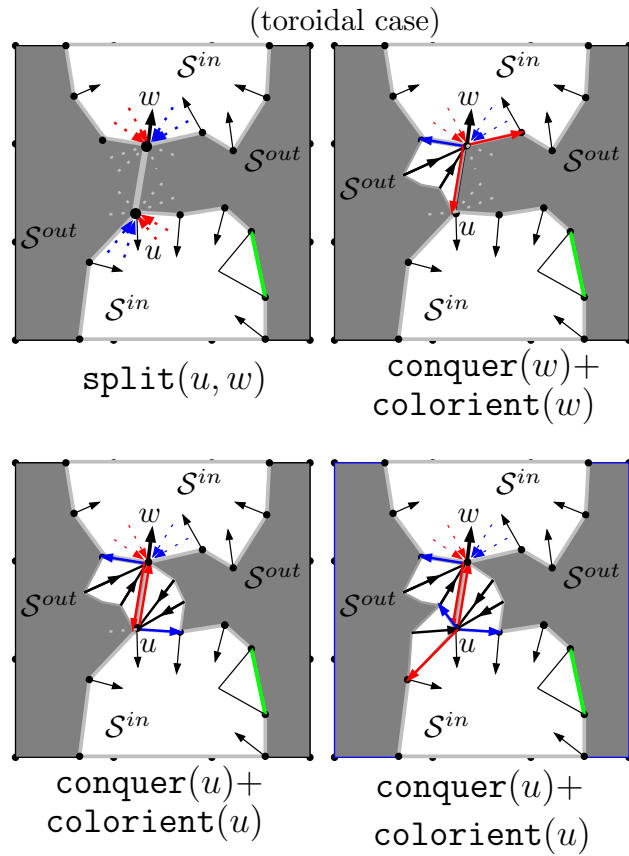 (toroidal case)
S^{in}
w
S^{out}
S^{out}
u
S^{in}
split(u, w)
S^{in}
w
S^{out}
S^{out}
u
S^{in}
conquer(w)+
colorient(w)
S^{in}
w
S^{out}
S^{out}
u
S^{in}
conquer(u)+
colorient(u)
S^{in}
w
S^{out}
S^{out}
u
S^{in}
conquer(u)+
colorient(u)